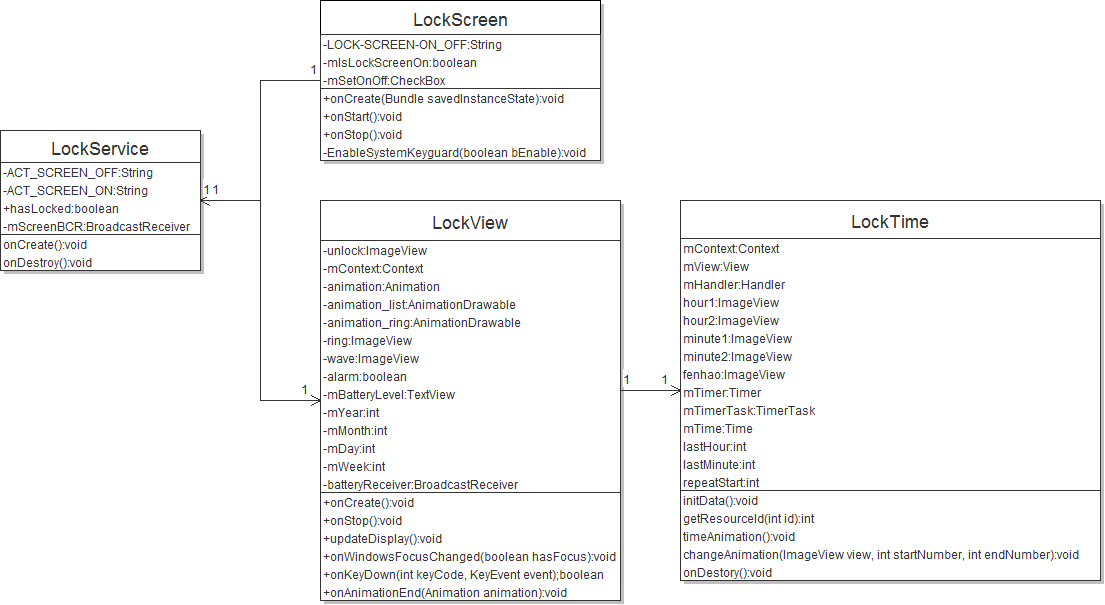 LockScreen
-LOCK-SCREEN-ON_OFF:String
-mIsLockScreenOn:boolean
-mSetOnOff:CheckBox
+onCreate(Bundle savedInstanceState):void
+onStart():void
+onStop():void
-EnableSystemKeyguard(boolean bEnable):void
1
LockService
-ACT_SCREEN_OFF:String
-ACT_SCREEN_ON:String
+hasLocked:boolean
-mScreenBCR:BroadcastReceiver
onCreate():void
onDestroy():void
11
1
LockView
-unlock:ImageView
-mContext:Context
-animation:Animation
-animation_list:AnimationDrawable
-animation_ring:AnimationDrawable
-ring:ImageView
-wave:ImageView
-alarm:boolean
-mBatteryLevel:TextView
-mYear:int
-mMonth:int
-mDay:int
-mWeek:int
-batteryReceiver:BroadcastReceiver
+onCreate():void
+onStop():void
+updateDisplay():void
+onWindowsFocusChanged(boolean hasFocus):void
+onKeyDown(int keyCode, KeyEvent event);boolean
+onAnimationEnd(Animation animation):void
1
1
LockTime
mContext:Context
mView:View
mHandler:Handler
hour1:ImageView
hour2:ImageView
minute1:ImageView
minute2:ImageView
fenhao:ImageView
mTimer:Timer
mTimerTask:TimerTask
mTime:Time
lastHour:int
lastMinute:int
repeatStart:int
initData():void
getResourceId(int id):int
timeAnimation():void
changeAnimation(ImageView view, int startNumber, int endNumber):void
onDestory():void